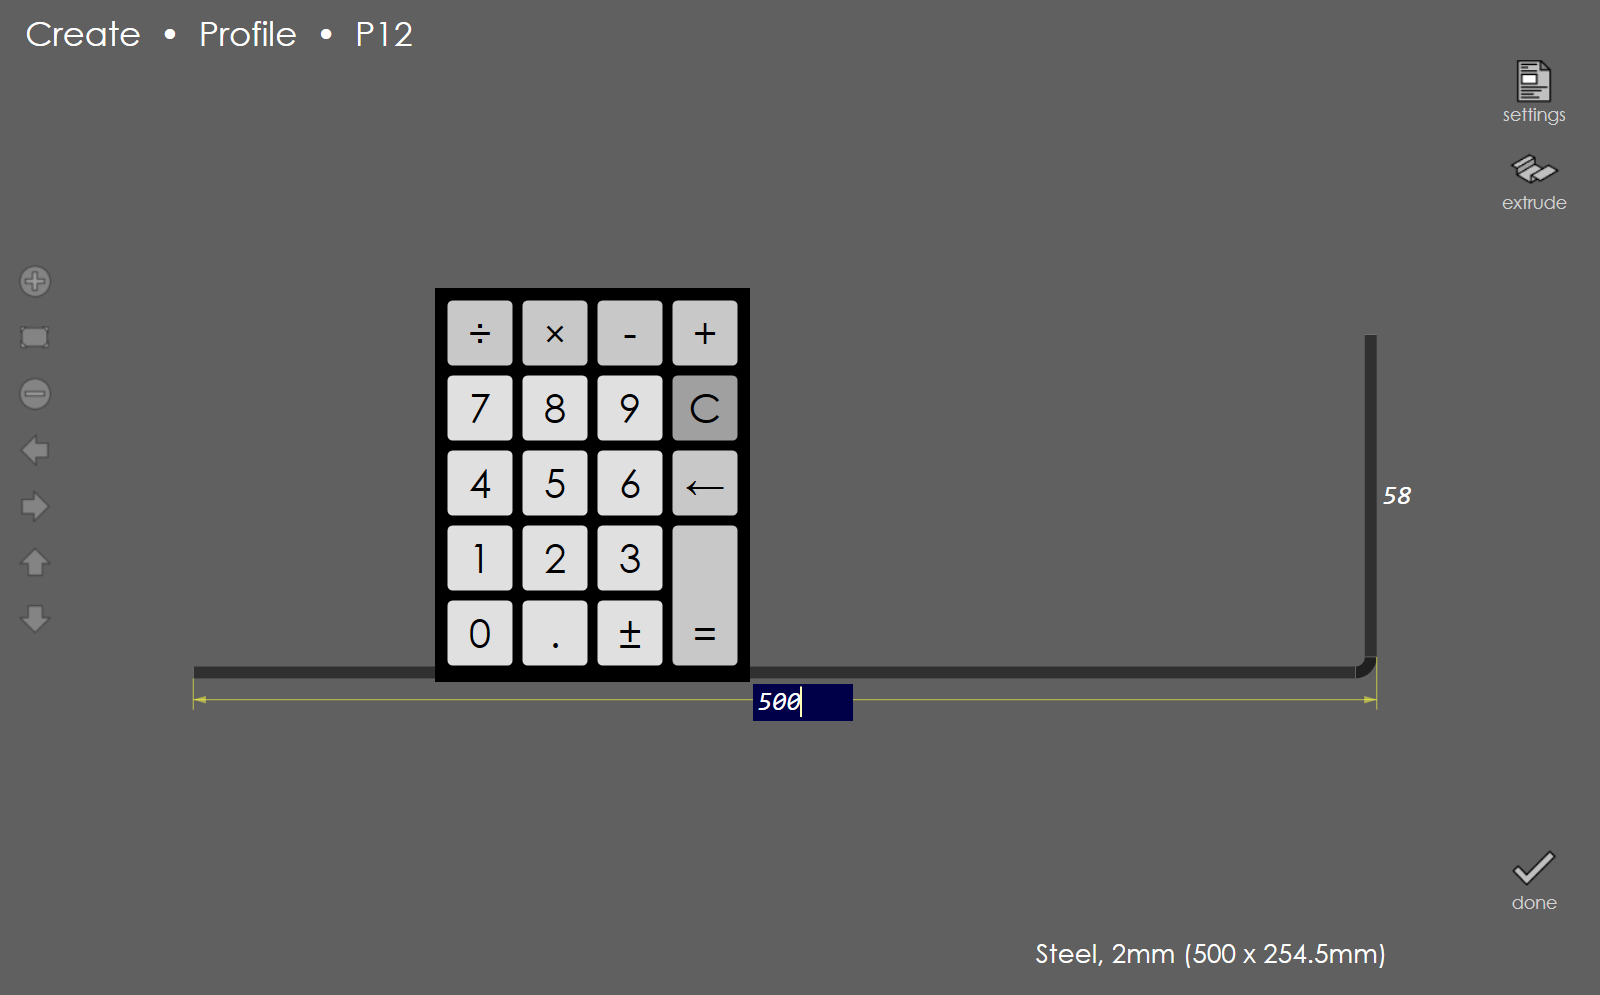 Create • Profile • P12
settings
extrude
÷ × - +
7 8 9 C
4 5 6 ←
58
1 2 3
0 . ± =
500
done
Steel, 2mm (500 x 254.5mm)